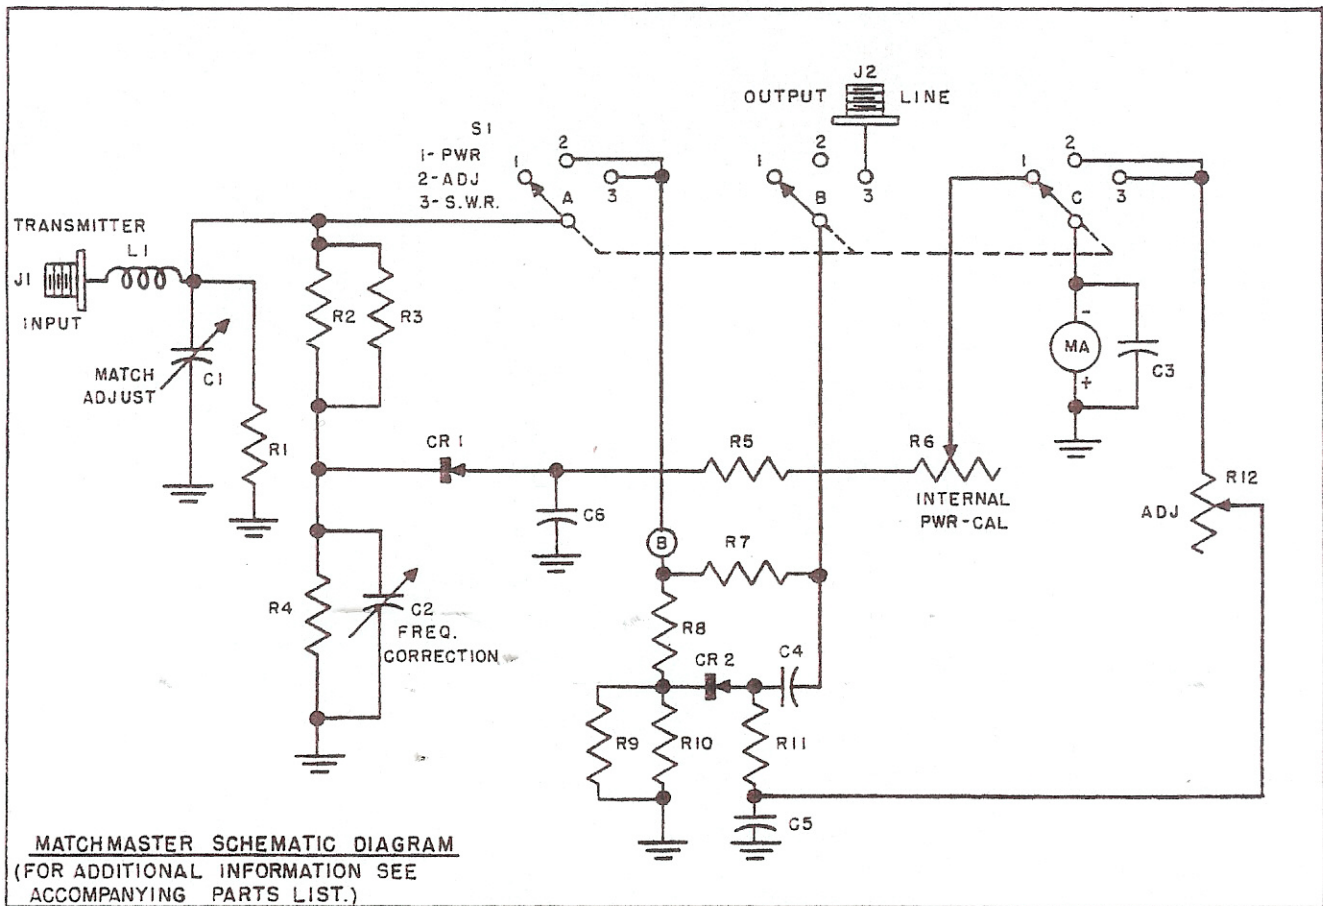 J2
OUTPUT LINE
S1
1- PWR
2- ADJ
3- S.W.R.
1
2
3
A
1
2
3
B
1
2
3
C
TRANSMITTER
L1
J1
INPUT
R2
R3
-
MA
+
C3
MATCH
ADJUST
C1
R1
CR 1
R5
R6
R12
INTERNAL
PWR-CAL
ADJ
C6
B
R7
R4
C2
FREQ.
CORRECTION
R8
CR 2
C4
R9
R10
R11
C5
MATCHMASTER SCHEMATIC DIAGRAM
(FOR ADDITIONAL INFORMATION SEE
ACCOMPANYING PARTS LIST.)